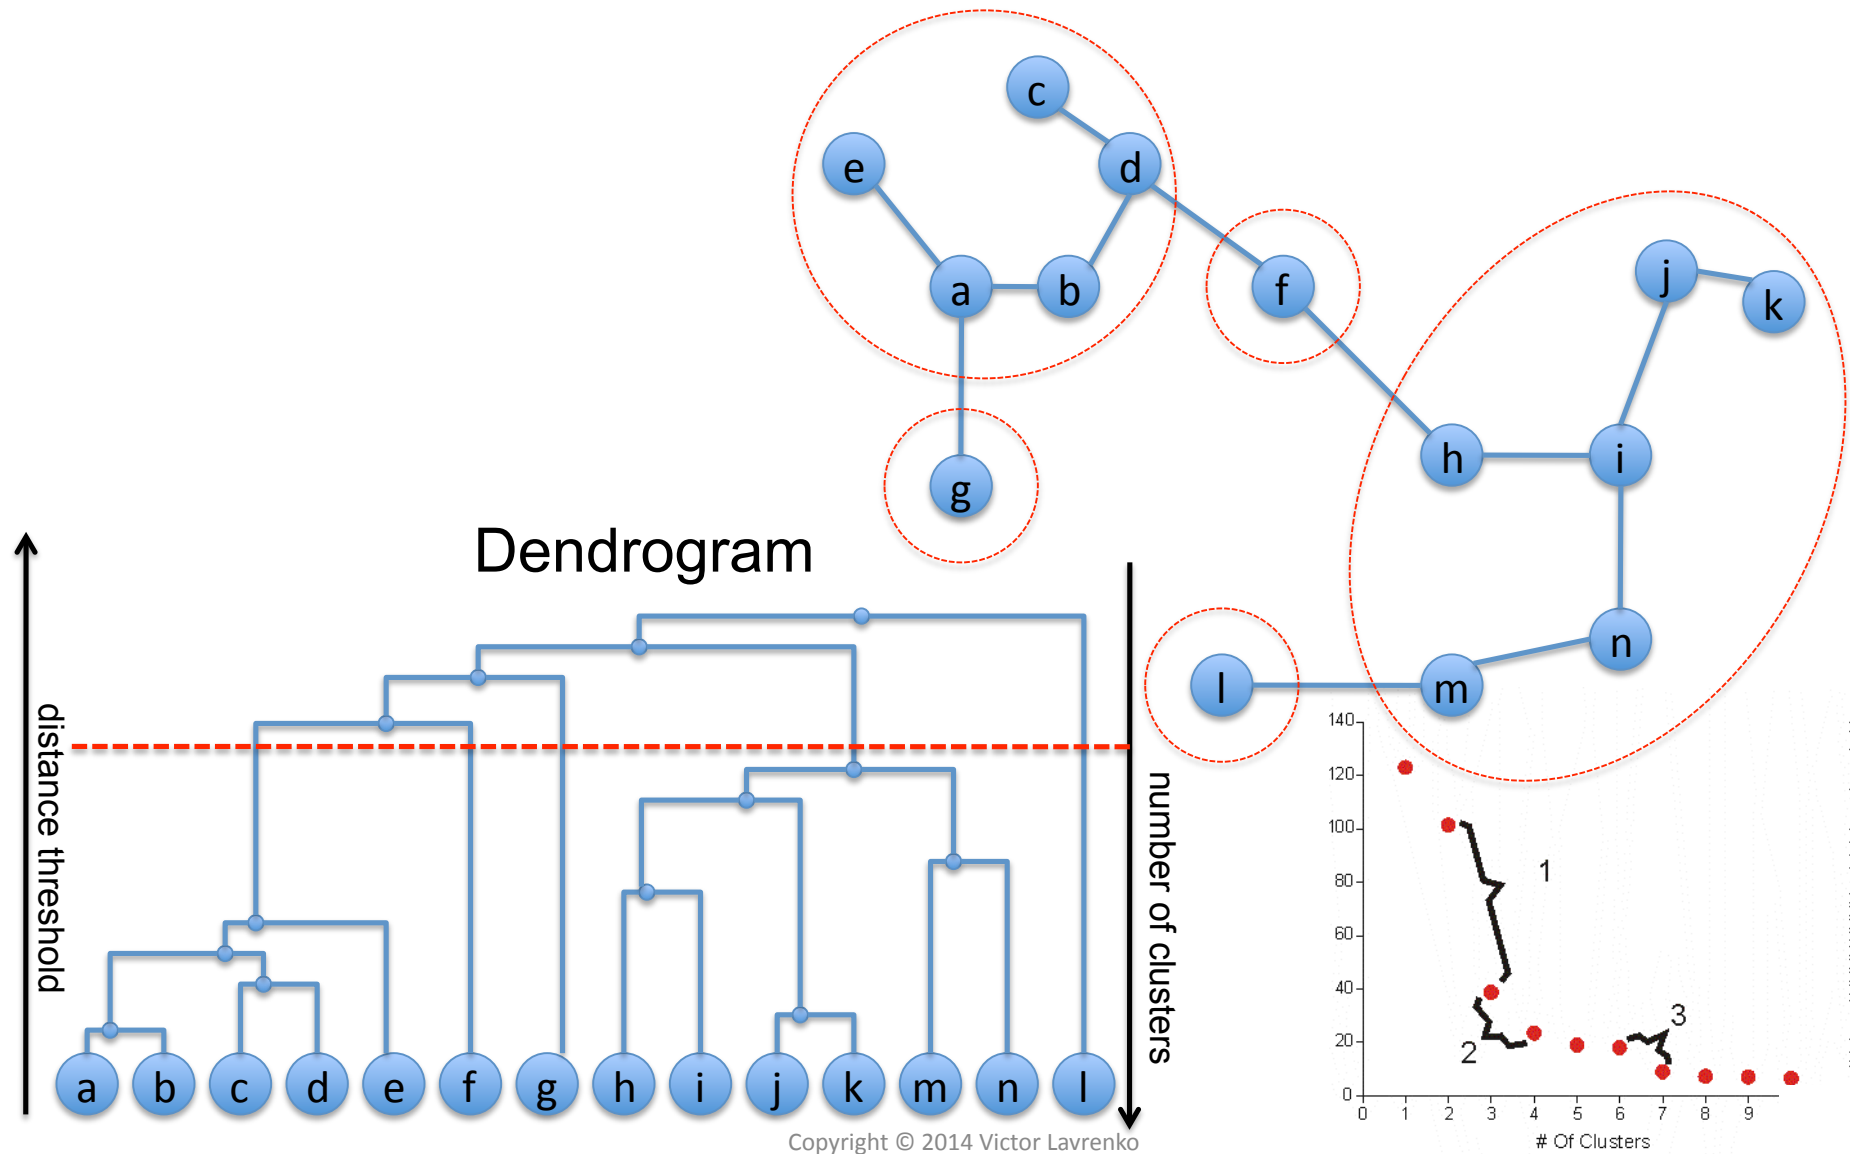 c
e
d
a
b
f
j
k
h
i
g
n
l
m
Dendrogram
distance threshold
number of clusters
a b c d e f g h i j k m n l
140
120
100
80
60
40
20
0
1
2
3
0 1 2 3 4 5 6 7 8 9
# Of Clusters
Copyright © 2014 Victor Lavrenko